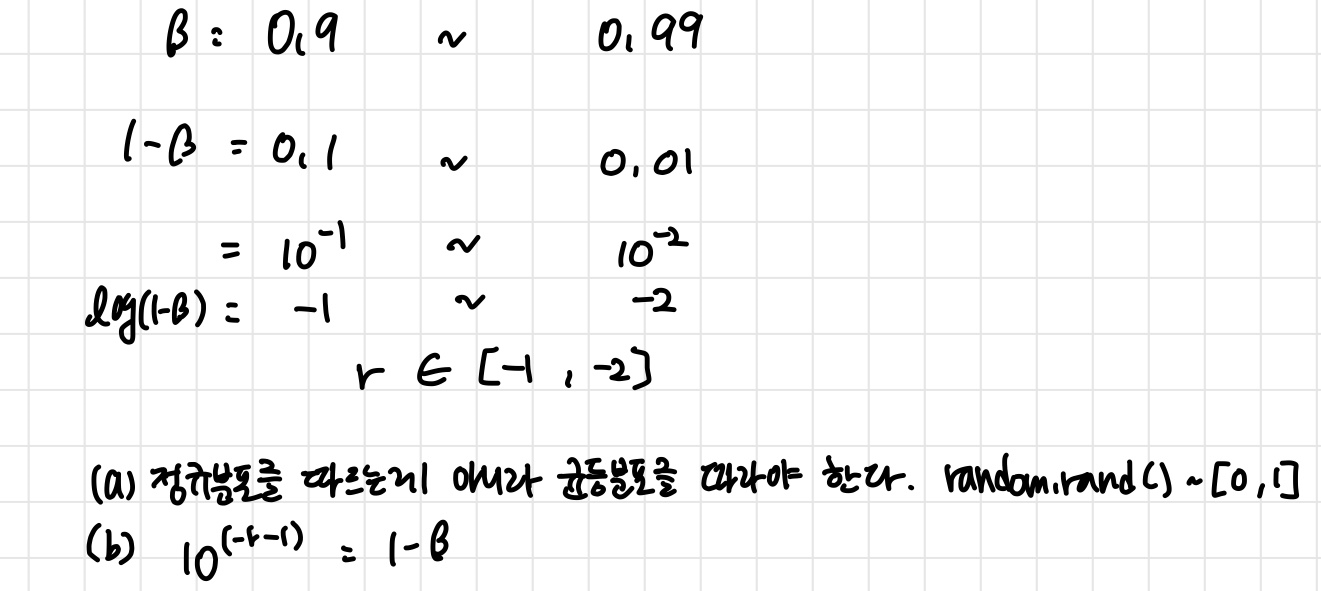 β : 0.9 ~ 0.99
1-β = 0.1 ~ 0.01
= 10^-1 ~ 10^-2
log(1-β) = -1 ~ -2
r ∈ [-1, -2]
(a) 정규분포를 따르는게 아니라 균등분포를 따라야 한다. random.rand() ~ [0,1]
(b) 10^(-r-1) = 1-β